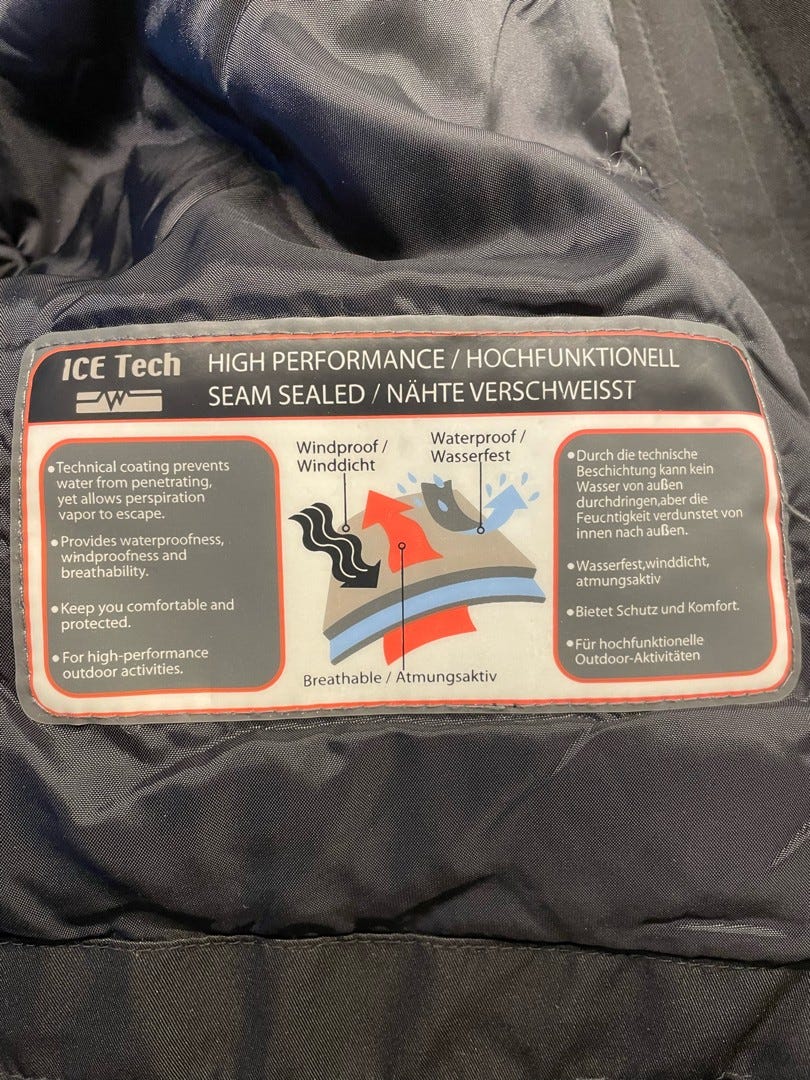 ICE Tech
HIGH PERFORMANCE / HOCHFUNKTIONELL
SEAM SEALED / NÄHTE VERSCHWEISST
W
•Technical coating prevents
water from penetrating,
yet allows perspiration
vapor to escape.
•Provides waterproofness,
windproofness and
breathability.
•Keep you comfortable and
protected.
•For high-performance
outdoor activities.
Windproof /
Winddicht
Waterproof /
Wasserfest
Breathable / Atmungsaktiv
•Durch die technische
Beschichtung kann kein
Wasser von außen
durchdringen,aber die
Feuchtigkeit verdunstet von
innen nach außen.
•Wasserfest,winddicht,
atmungsaktiv
•Bietet Schutz und Komfort.
•Für hochfunktionelle
Outdoor-Aktivitäten